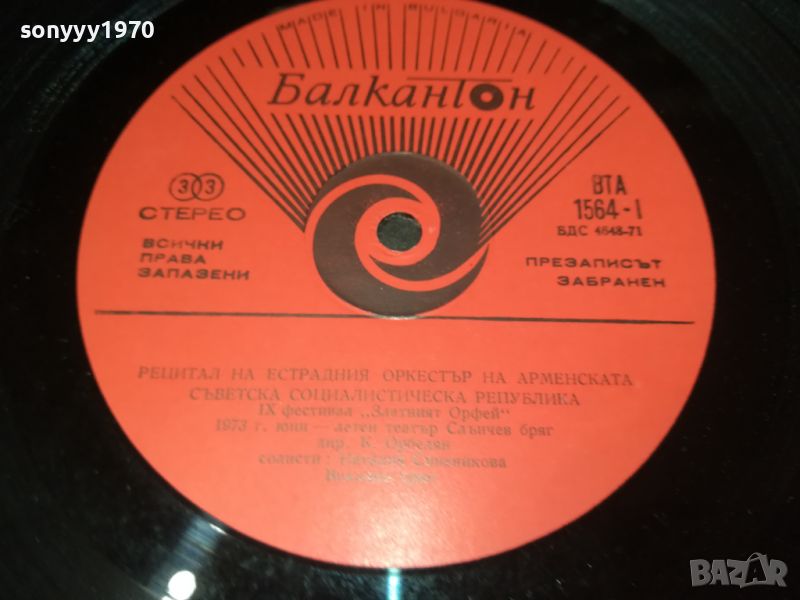 sonyyy1970
MADE IN BULGARIA
Балкантон
33
СТЕРЕО
ВСИЧКИ
ПРАВА
ЗАПАЗЕНИ
ВТА
1564-I
БДС 4648-71
ПРЕЗАПИСЪТ
ЗАБРАНЕН
РЕЦИТАЛ НА ЕСТРАДНИЯ ОРКЕСТЪР НА АРМЕНСКАТА
СЪВЕТСКА СОЦИАЛИСТИЧЕСКА РЕПУБЛИКА
IX фестивал „Златният Орфей"
1973 г. юни — летен театър Слънчев бряг
дир. К. Орбелян
солисти: Наталия
BAZAR